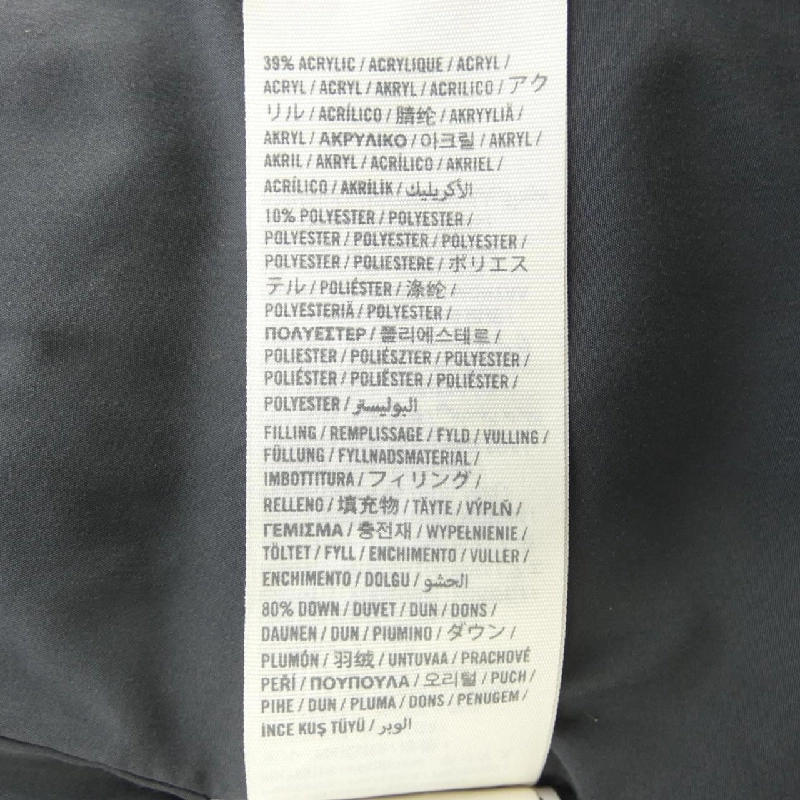 39% ACRYLIC / ACRYLIQUE / ACRYL /
ACRYL / ACRYL / AKRYL / ACRILICO / アク
リル / ACRÍLICO / 腈纶 / AKRYYLIÄ /
AKRYL / ΑΚΡΥΛΙΚΟ / 아크릴 / AKRYL /
AKRIL / AKRYL / ACRÍLICO / AKRIEL /
ACRÍLICO / AKRİLİK / الأكريليك
10% POLYESTER / POLYESTER /
POLYESTER / POLYESTER / POLYESTER /
POLYESTER / POLIESTERE / ポリエス
テル / POLIÉSTER / 涤纶 /
POLYESTERIÄ / POLYESTER /
ΠΟΛΥΕΣΤΕΡ / 폴리에스테르 /
POLIESTER / POLIÉSZTER / POLYESTER /
POLIÉSTER / POLIÉSTER / POLIÉSTER /
POLYESTER / البوليستر
FILLING / REMPLISSAGE / FYLD / VULLING /
FÜLLUNG / FYLLNADSMATERIAL /
IMBOTTITURA / フィリング /
RELLENO / 填充物 / TÄYTE / VÝPLŇ /
ΓΕΜΙΣΜΑ / 충전재 / WYPEŁNIENIE /
TÖLTET / FYLL / ENCHIMENTO / VULLER /
ENCHIMENTO / DOLGU / الحشو
80% DOWN / DUVET / DUN / DONS /
DAUNEN / DUN / PIUMINO / ダウン /
PLUMÓN / 羽绒 / UNTUVAA / PRACHOVÉ
PEŘÍ / ΠΟΥΠΟΥΛΑ / 오리털 / PUCH /
PIHE / DUN / PLUMA / DONS / PENUGEM /
İNCE KUŞ TÜYÜ / الوبر